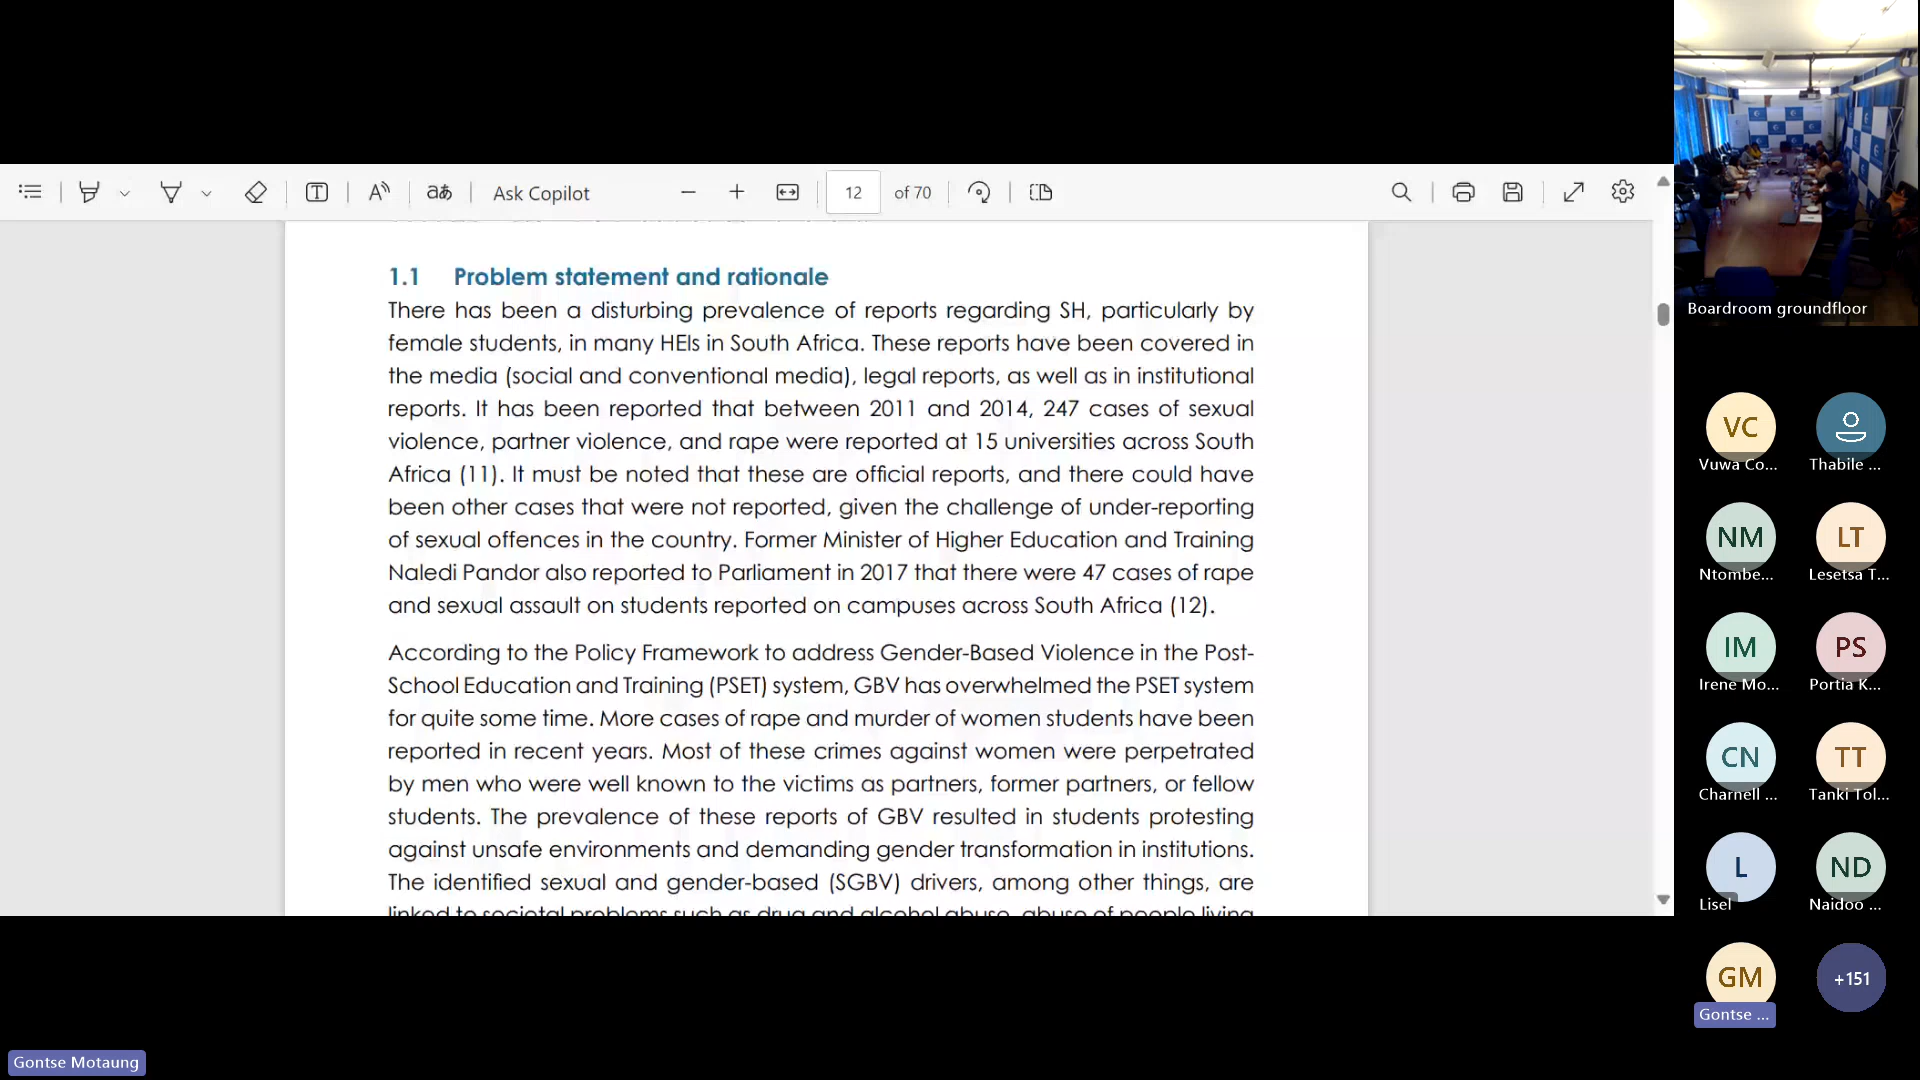 Ask Copilot
12 of 70
1.1 Problem statement and rationale
There has been a disturbing prevalence of reports regarding SH, particularly by
female students, in many HEIs in South Africa. These reports have been covered in
the media (social and conventional media), legal reports, as well as in institutional
reports. It has been reported that between 2011 and 2014, 247 cases of sexual
violence, partner violence, and rape were reported at 15 universities across South
Africa (11). It must be noted that these are official reports, and there could have
been other cases that were not reported, given the challenge of under-reporting
of sexual offences in the country. Former Minister of Higher Education and Training
Naledi Pandor also reported to Parliament in 2017 that there were 47 cases of rape
and sexual assault on students reported on campuses across South Africa (12).
According to the Policy Framework to address Gender-Based Violence in the Post-
School Education and Training (PSET) system, GBV has overwhelmed the PSET system
for quite some time. More cases of rape and murder of women students have been
reported in recent years. Most of these crimes against women were perpetrated
by men who were well known to the victims as partners, former partners, or fellow
students. The prevalence of these reports of GBV resulted in students protesting
against unsafe environments and demanding gender transformation in institutions.
The identified sexual and gender-based (SGBV) drivers, among other things, are
linked to societal problems such as drug and alcohol abuse, abuse of people living
Boardroom groundfloor
VC
Vuwa Co...
Thabile ...
NM
Ntombe...
LT
Lesetsa T...
IM
Irene Mo...
PS
Portia K...
CN
Charnell ...
TT
Tanki Tol...
L
Lisel
ND
Naidoo ...
GM
Gontse ...
+151
Gontse Motaung